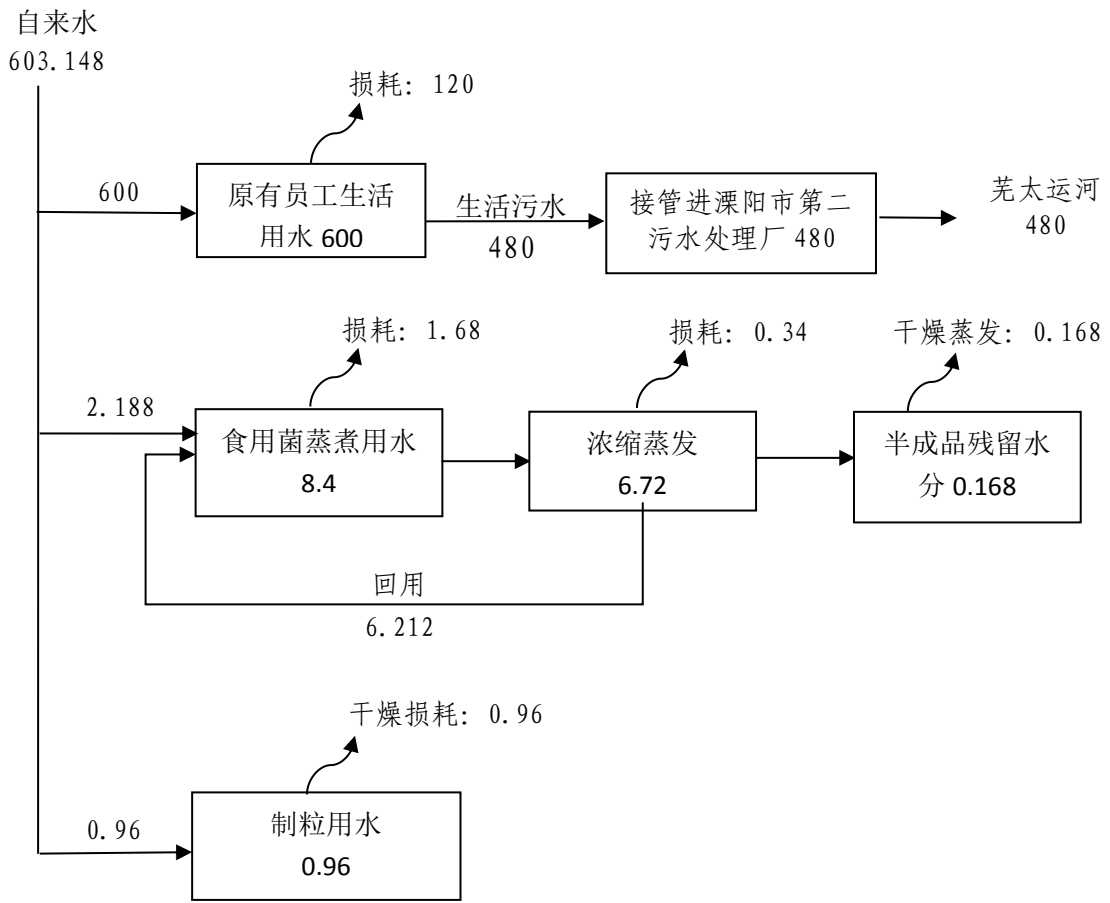 自来水
603.148
损耗: 120
600
原有员工生活
用水 600
生活污水
480
接管进溧阳市第二
污水处理厂 480
芜太运河
480
损耗: 1.68
损耗: 0.34
干燥蒸发: 0.168
2.188
食用菌蒸煮用水
8.4
浓缩蒸发
6.72
半成品残留水
分 0.168
回用
6.212
干燥损耗: 0.96
0.96
制粒用水
0.96